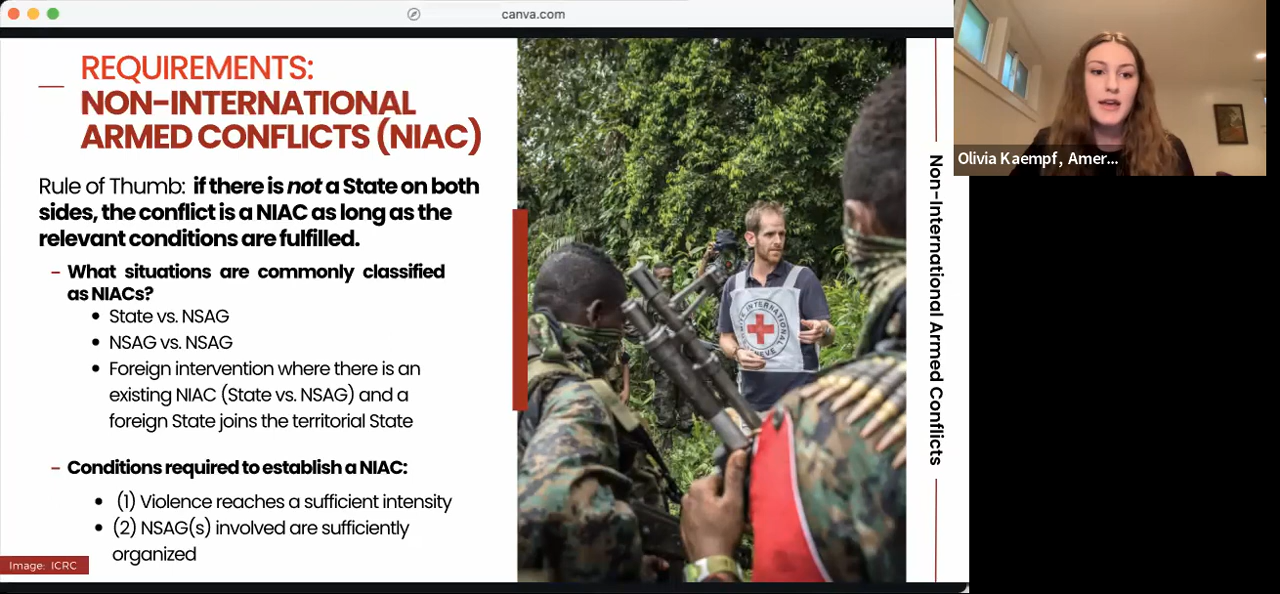 canva.com
REQUIREMENTS:
NON-INTERNATIONAL
ARMED CONFLICTS (NIAC)
Rule of Thumb: if there is not a State on both
sides, the conflict is a NIAC as long as the
relevant conditions are fulfilled.
– What situations are commonly classified
as NIACs?
• State vs. NSAG
• NSAG vs. NSAG
• Foreign intervention where there is an
existing NIAC (State vs. NSAG) and a
foreign State joins the territorial State
– Conditions required to establish a NIAC:
• (1) Violence reaches a sufficient intensity
• (2) NSAG(s) involved are sufficiently
organized
Image: ICRC
Non-International Armed Conflicts
Olivia Kaempf, Amer...